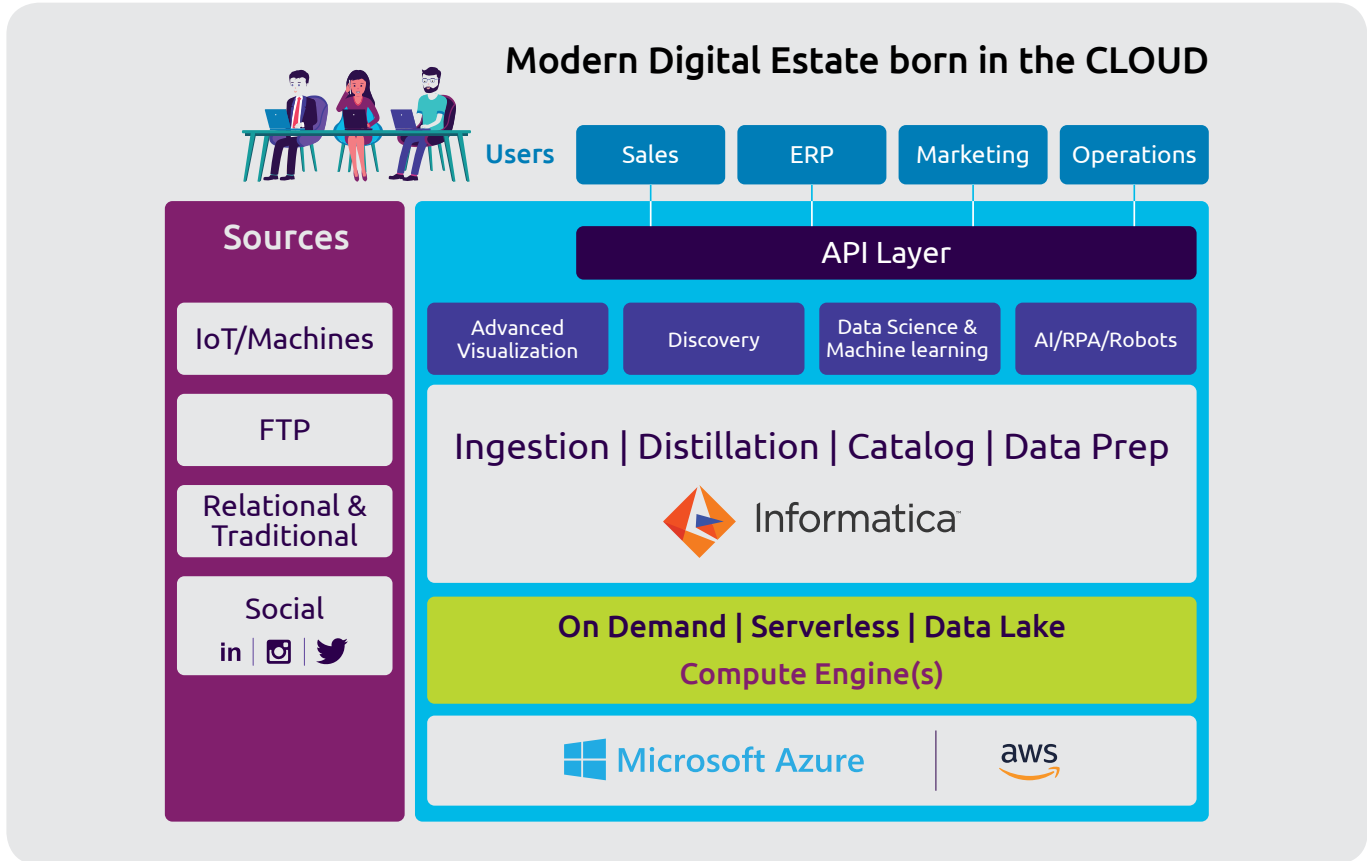 Modern Digital Estate born in the CLOUD
Users
Sales
ERP
Marketing
Operations
Sources
IoT/Machines
FTP
Relational &
Traditional
Social
in
API Layer
Advanced
Visualization
Discovery
Data Science &
Machine learning
AI/RPA/Robots
Ingestion | Distillation | Catalog | Data Prep
Informatica™
On Demand | Serverless | Data Lake
Compute Engine(s)
Microsoft Azure
aws